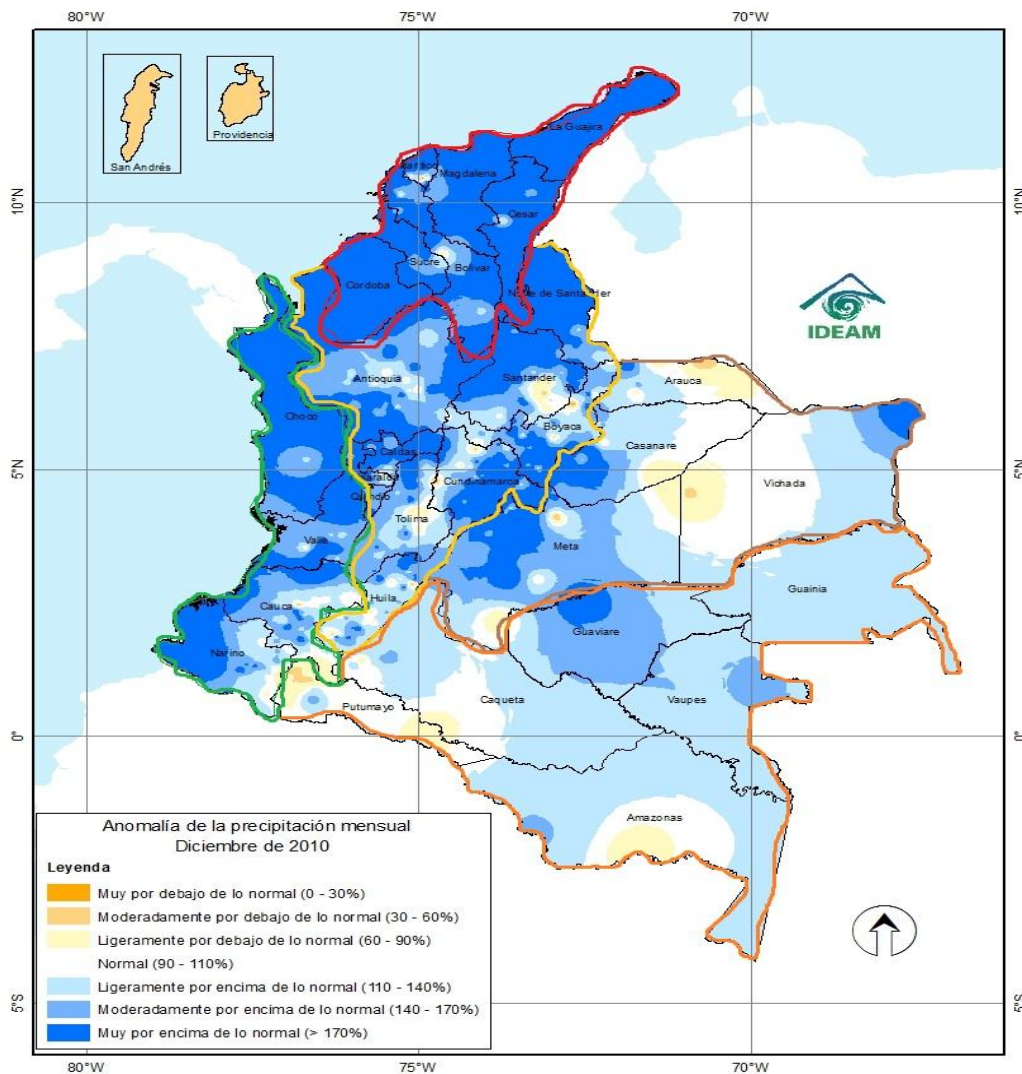 80°W 75°W 70°W
San Andrés
Providencia
La Guajira
Magdalena
10°N 10°N
Cesar
Sucre
Bolivar
Cordoba
IDEAM
Antioquia
Santander
Arauca
Choco
Boyaca
Casanare
Caldas
5°N 5°N
Cundinamarca
Vichada
Tolima
Valle
Meta
Guainia
Huila
Cauca
Guaviare
Narino
Caqueta
Vaupes
Putumayo
0° 0°
Amazonas
Anomalía de la precipitación mensual
Diciembre de 2010
Leyenda
Muy por debajo de lo normal (0 - 30%)
Moderadamente por debajo de lo normal (30 - 60%)
Ligeramente por debajo de lo normal (60 - 90%)
Normal (90 - 110%)
Ligeramente por encima de lo normal (110 - 140%)
Moderadamente por encima de lo normal (140 - 170%)
Muy por encima de lo normal (> 170%)
5°S 5°S
80°W 75°W 70°W